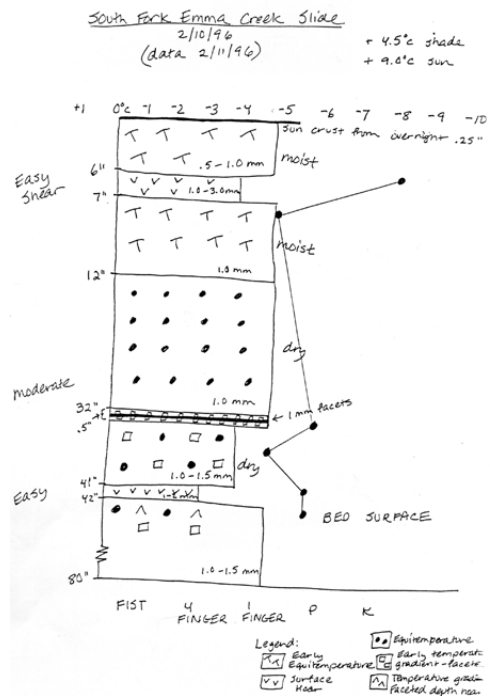 South Fork Emma Creek Slide
2/10/96
(data 2/11/96)
+ 4.5°c shade
+ 9.0°c sun
+1 0°c -1 -2 -3 -4 -5 -6 -7 -8 -9 -10
sun crust from overnight .25"
6" .5-1.0 mm moist
Easy shear
7" 1.0-3.0mm
moist
12" 1.0 mm
dry
moderate
32" 1.0 mm
.5" 1 mm facets
1.0-1.5 mm dry
41"
Easy
42"
BED SURFACE
80" 1.0-1.5 mm
FIST 4 FINGER 1 FINGER P K
Legend:
Early Equitemperature
Surface Hoar
Equitemperature
Early temperat-
gradient-facets
Temperature gradi-
faceted depth hoar